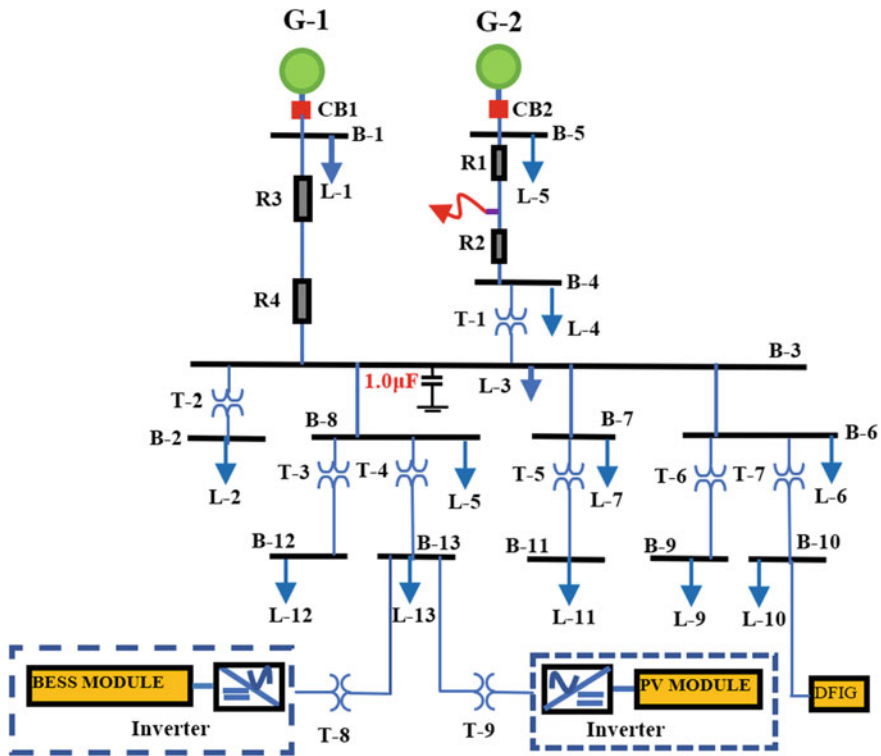 G-1
G-2
CB1
CB2
B-1
B-5
R1
L-1
L-5
R3
R2
B-4
R4
T-1
L-4
B-3
1.0µF
L-3
T-2
B-8
B-7
B-2
B-6
T-3
T-4
T-5
T-6
T-7
L-2
L-5
L-7
L-6
B-12
B-13
B-11
B-9
B-10
L-12
L-13
L-11
L-9
L-10
BESS MODULE
PV MODULE
DFIG
Inverter
T-8
T-9
Inverter